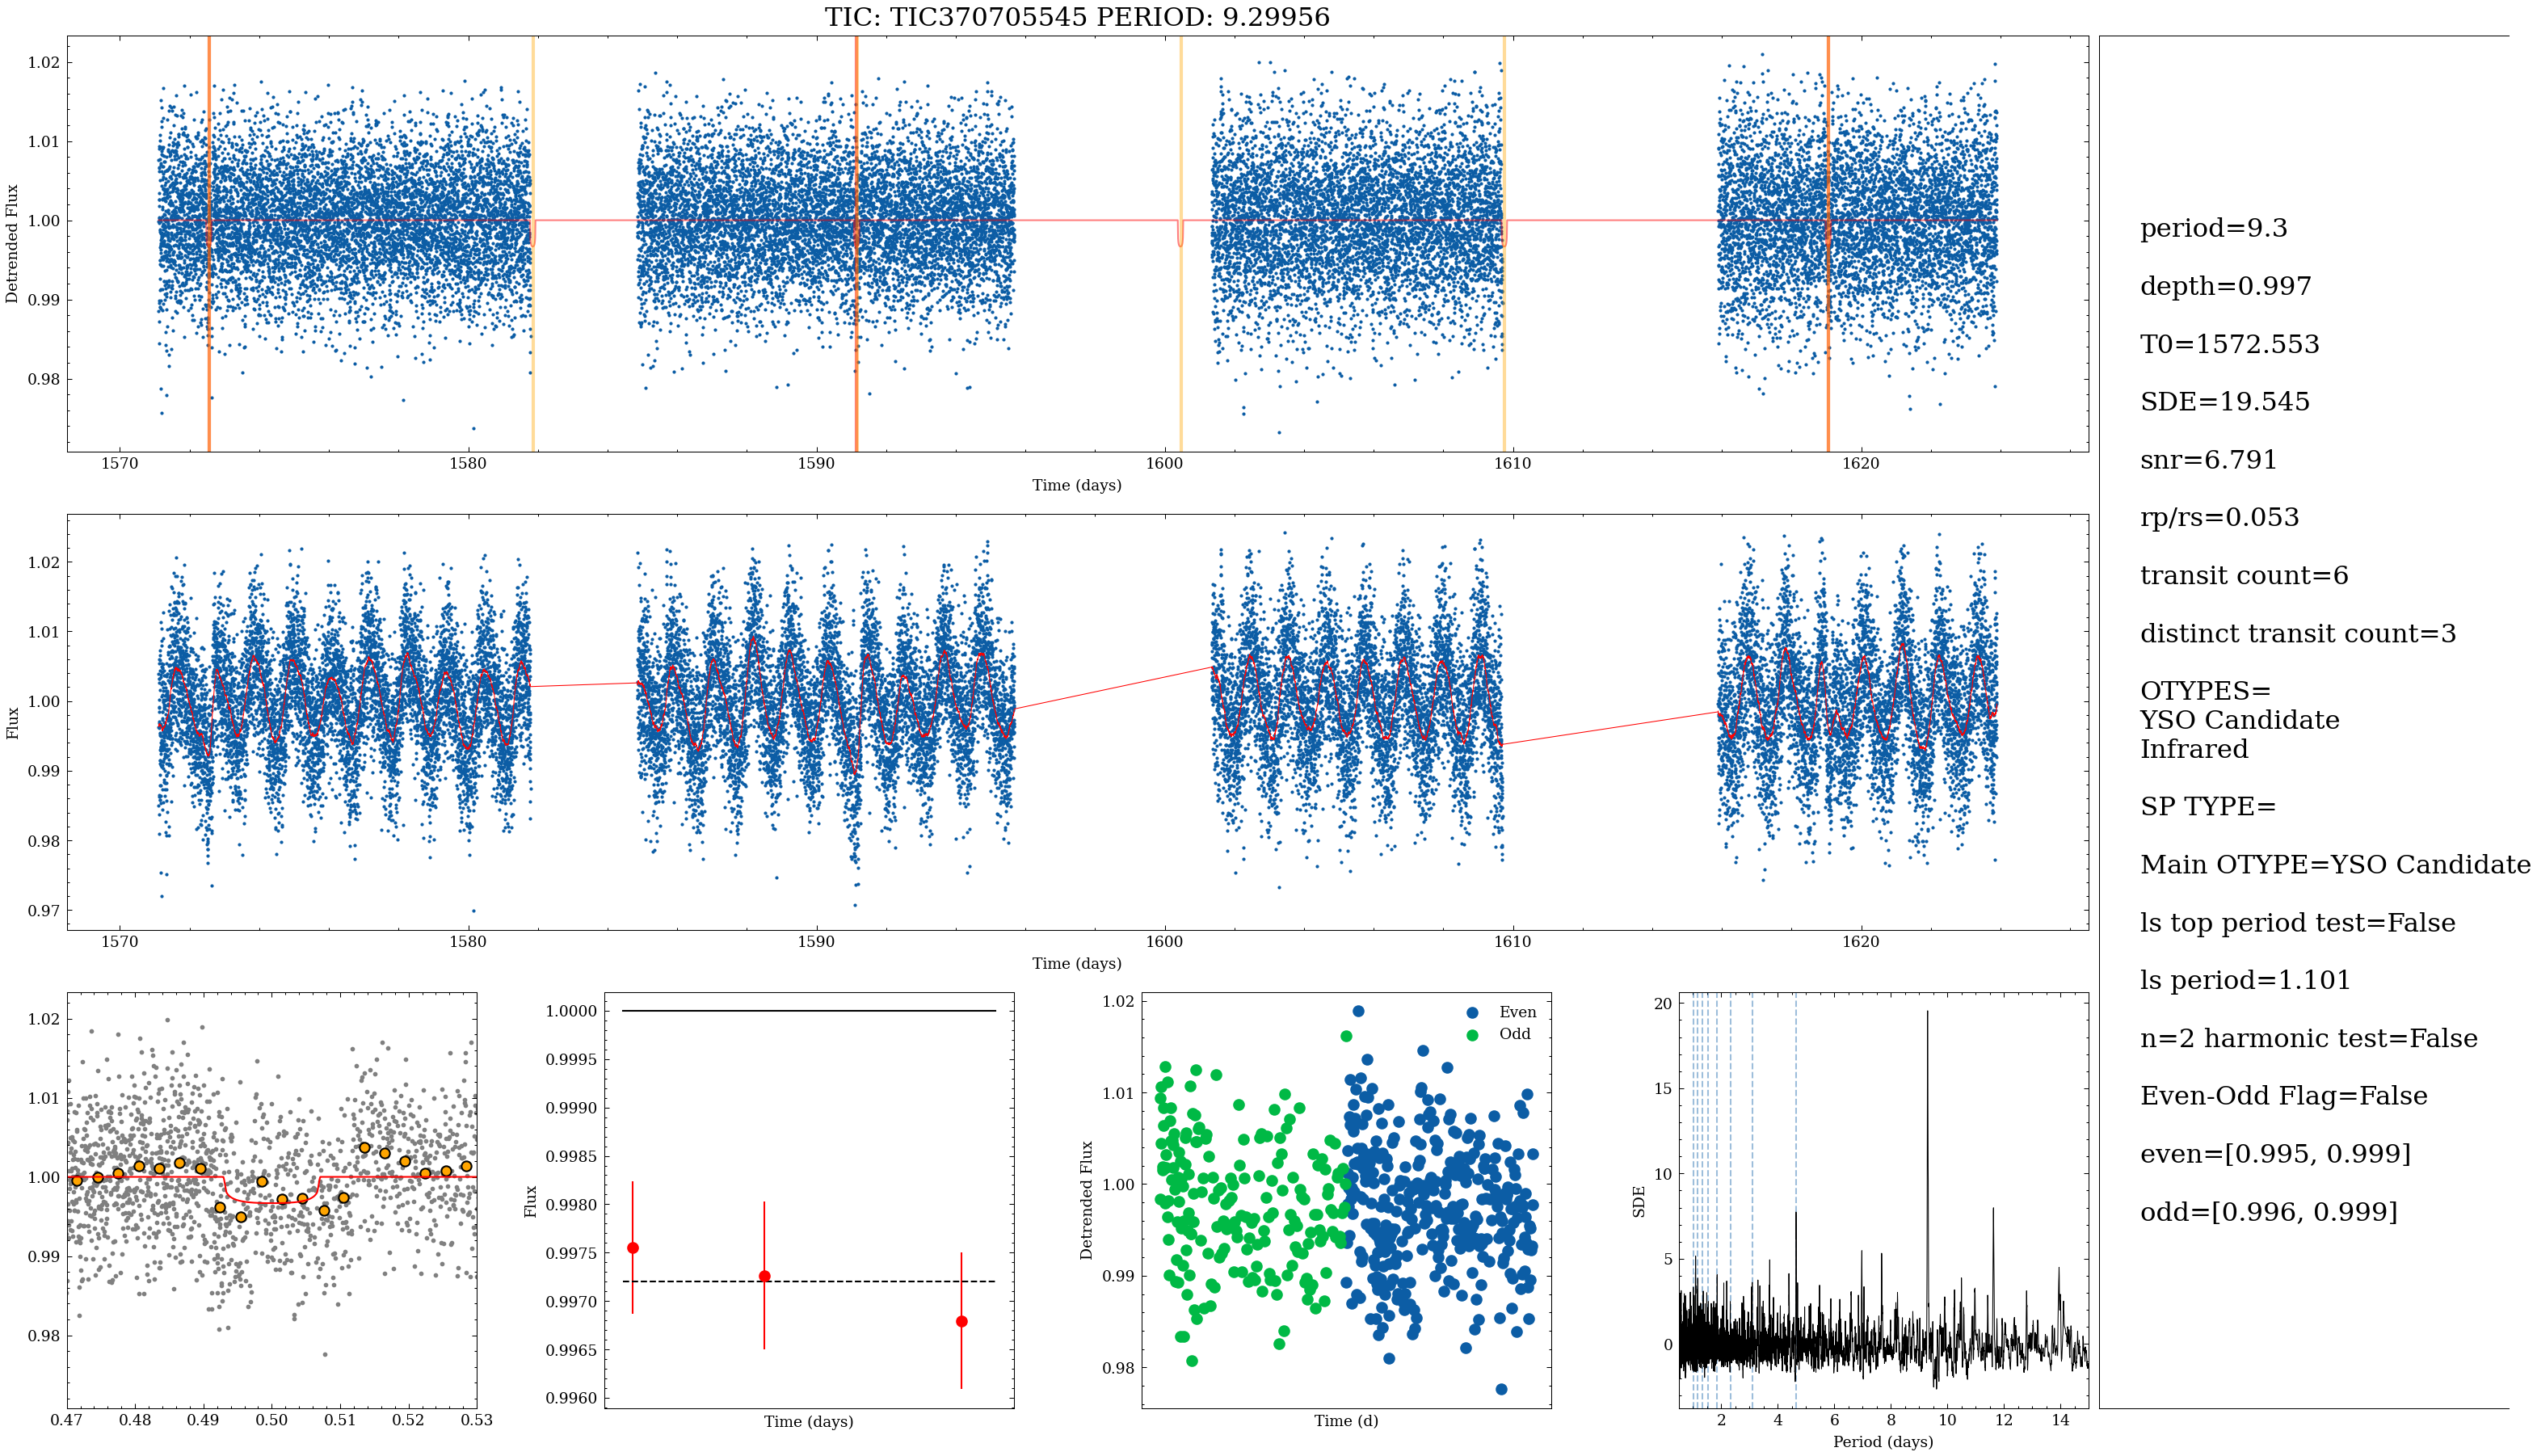 TIC: TIC370705545 PERIOD: 9.29956
1.02
1.01
1.00
0.99
0.98
Detrended Flux
1570
1580
1590
1600
1610
1620
Time (days)
1.02
1.01
1.00
0.99
0.98
0.97
Flux
1570
1580
1590
1600
1610
1620
Time (days)
1.02
1.01
1.00
0.99
0.98
0.47
0.48
0.49
0.50
0.51
0.52
0.53
1.0000
0.9995
0.9990
0.9985
0.9980
0.9975
0.9970
0.9965
0.9960
Flux
Time (days)
1.02
1.01
1.00
0.99
0.98
Detrended Flux
Even
Odd
Time (d)
20
15
10
5
0
SDE
2
4
6
8
10
12
14
Period (days)
period=9.3
depth=0.997
T0=1572.553
SDE=19.545
snr=6.791
rp/rs=0.053
transit count=6
distinct transit count=3
OTYPES=
YSO Candidate
Infrared
SP TYPE=
Main OTYPE=YSO Candidate
ls top period test=False
ls period=1.101
n=2 harmonic test=False
Even-Odd Flag=False
even=[0.995, 0.999]
odd=[0.996, 0.999]